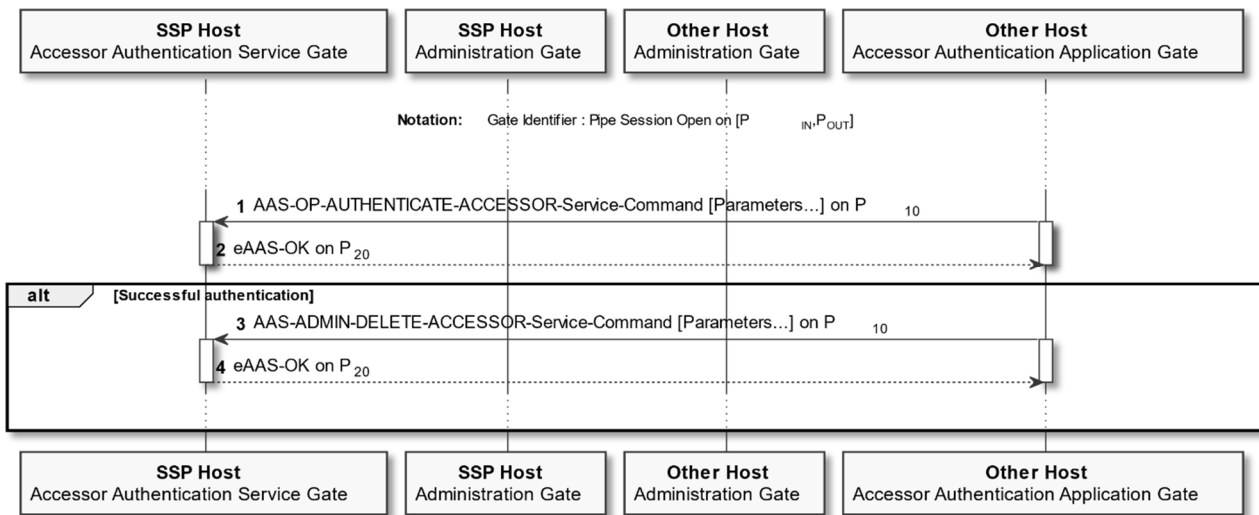 SSP Host
Accessor Authentication Service Gate
SSP Host
Administration Gate
Other Host
Administration Gate
Other Host
Accessor Authentication Application Gate
Notation: Gate Identifier : Pipe Session Open on [P IN,POUT]
1 AAS-OP-AUTHENTICATE-ACCESSOR-Service-Command [Parameters...] on P 10
2 eAAS-OK on P20
alt [Successful authentication]
3 AAS-ADMIN-DELETE-ACCESSOR-Service-Command [Parameters...] on P 10
4 eAAS-OK on P20
SSP Host
Accessor Authentication Service Gate
SSP Host
Administration Gate
Other Host
Administration Gate
Other Host
Accessor Authentication Application Gate